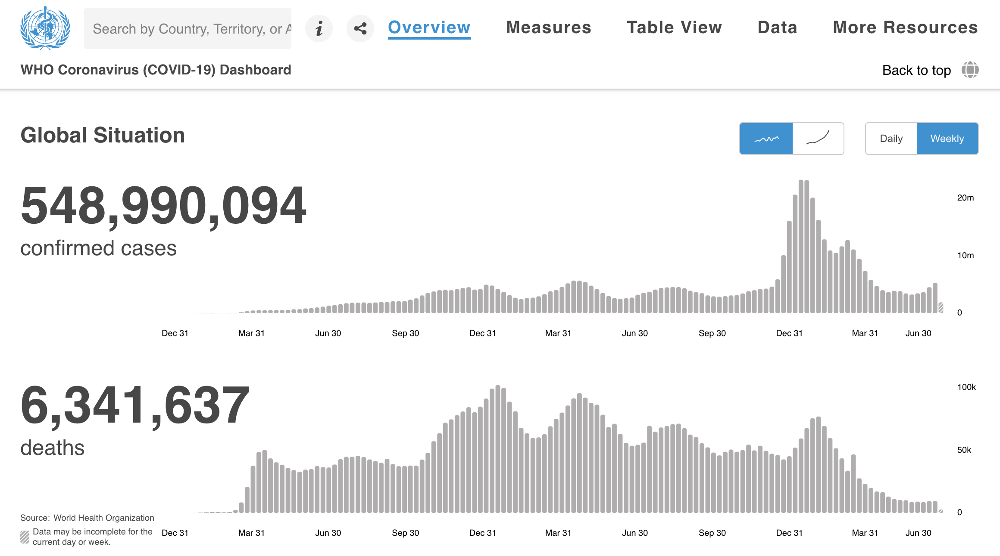 Search by Country, Territory, or A
i
Overview
Measures
Table View
Data
More Resources
WHO Coronavirus (COVID-19) Dashboard
Back to top
Global Situation
Daily
Weekly
548,990,094
confirmed cases
20m
10m
0
Dec 31
Mar 31
Jun 30
Sep 30
Dec 31
Mar 31
Jun 30
Sep 30
Dec 31
Mar 31
Jun 30
6,341,637
deaths
100k
50k
0
Source: World Health Organization
Data may be incomplete for the
current day or week.
Dec 31
Mar 31
Jun 30
Sep 30
Dec 31
Mar 31
Jun 30
Sep 30
Dec 31
Mar 31
Jun 30